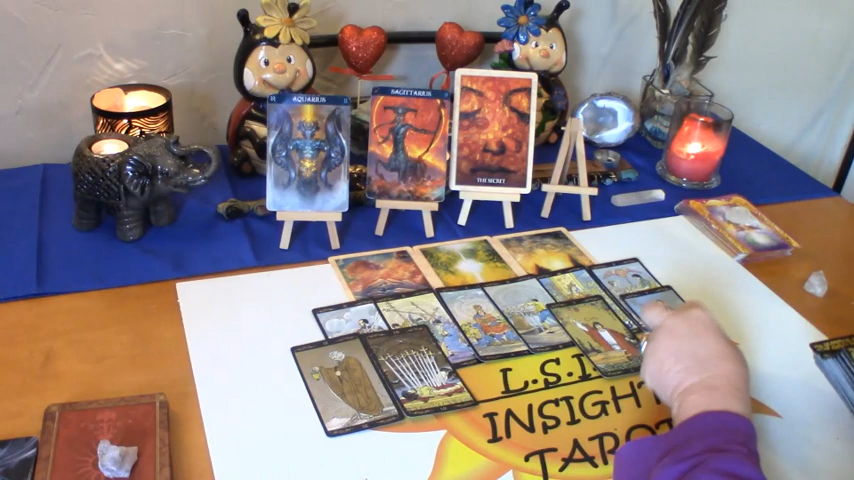 AQUARIUS
SAGITTARIUS
THE SECRET
L.S.I.
INSIGHT
TAROT